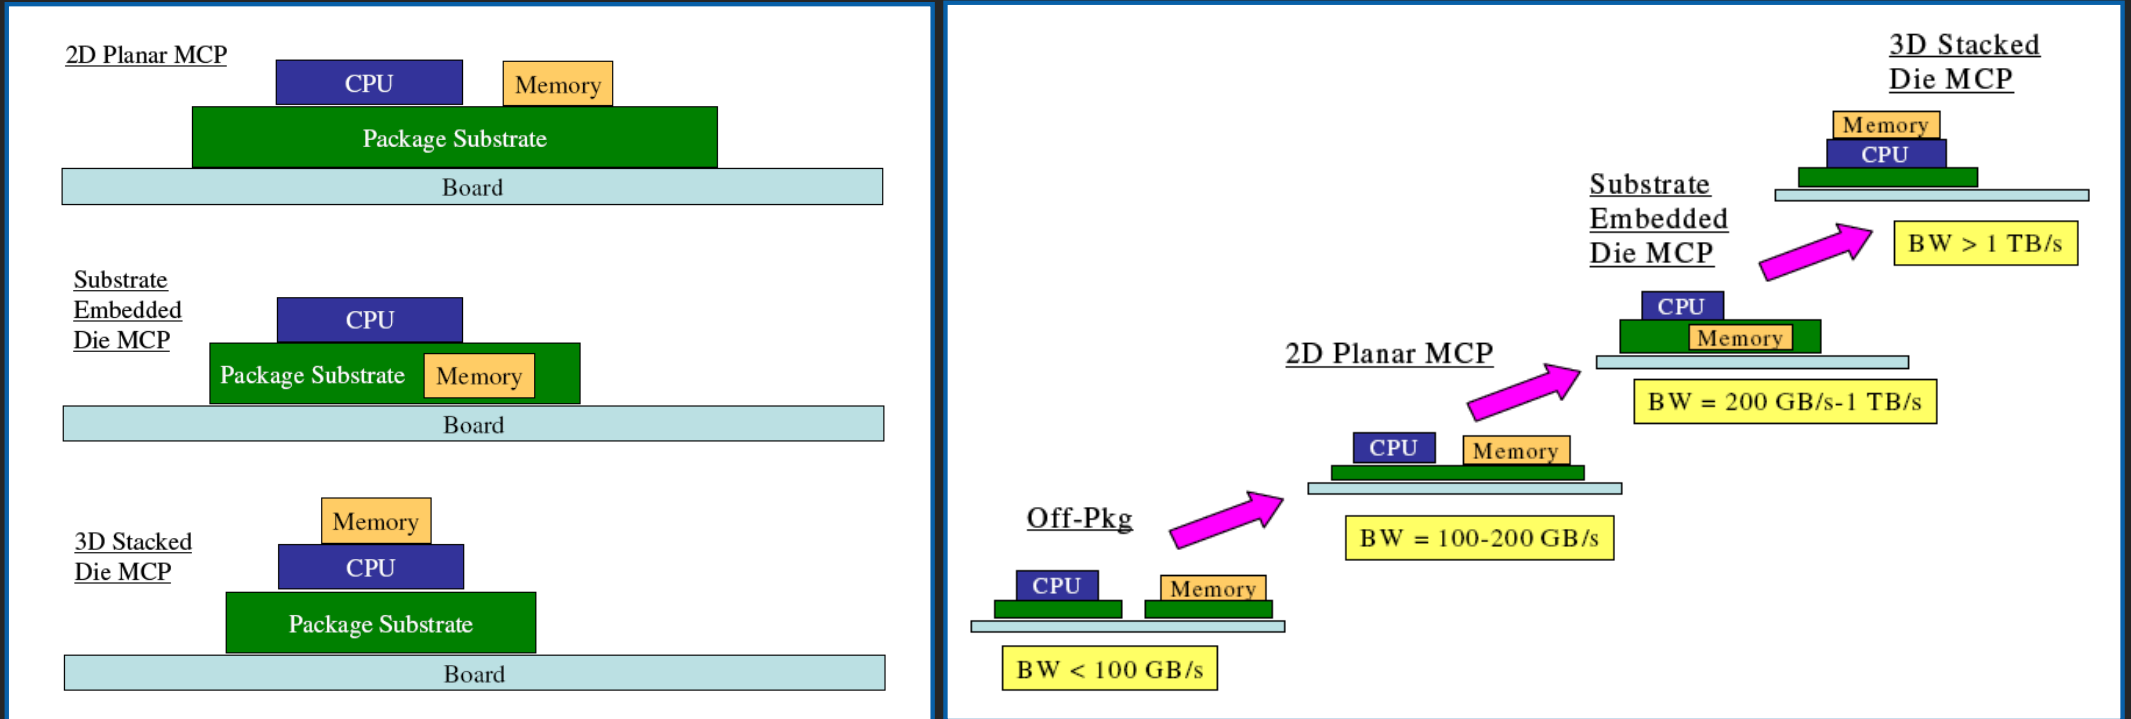 2D Planar MCP
CPU
Memory
Package Substrate
Board
Substrate
Embedded
Die MCP
CPU
Package Substrate
Memory
Board
3D Stacked
Die MCP
Memory
CPU
Package Substrate
Board
3D Stacked
Die MCP
Memory
CPU
BW > 1 TB/s
Substrate
Embedded
Die MCP
CPU
Memory
BW = 200 GB/s-1 TB/s
2D Planar MCP
CPU
Memory
BW = 100-200 GB/s
Off-Pkg
CPU
Memory
BW < 100 GB/s